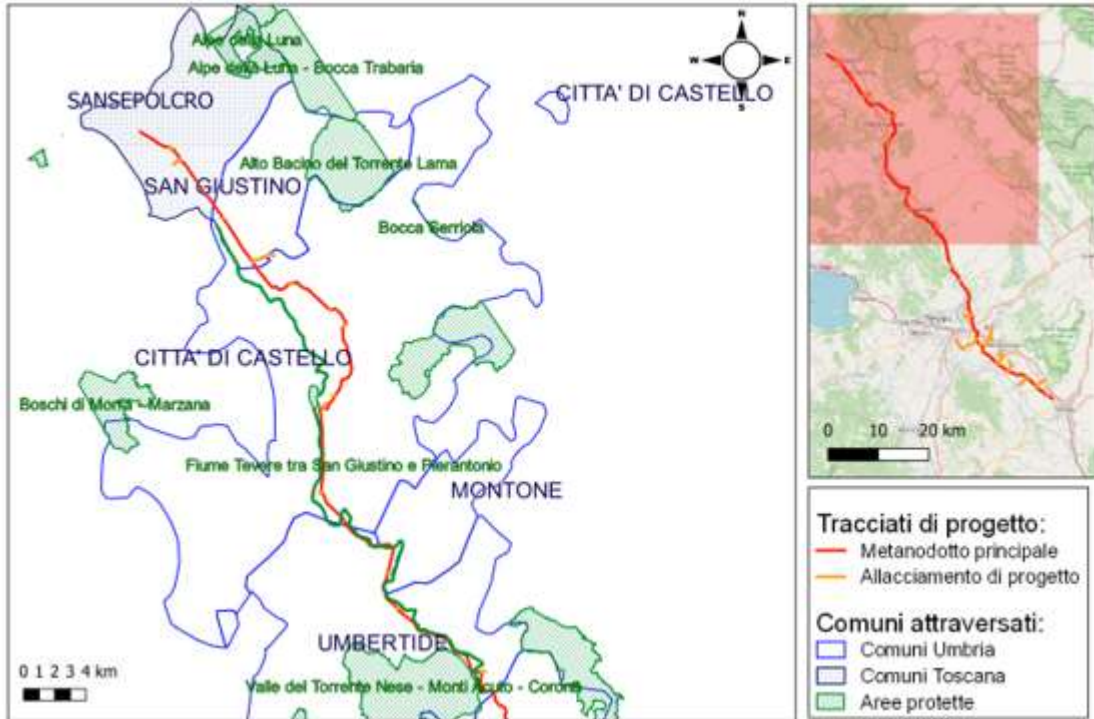 Alpe della Luna
Alpe della Luna - Bocca Trabaria
SANSEPOLCRO
N
W
E
S
CITTA' DI CASTELLO
Alto Bacino del Torrente Lama
SAN GIUSTINO
Bocca Serriola
CITTA' DI CASTELLO
Boschi di Monta - Marzana
Fiume Tevere tra San Giustino e Pierantonio
MONTONE
UMBERTIDE
Valle del Torrente Nese - Monti Acuto - Corona
0 1 2 3 4 km
0 10 20 km
Tracciati di progetto:
Metanodotto principale
Allacciamento di progetto
Comuni attraversati:
Comuni Umbria
Comuni Toscana
Aree protette